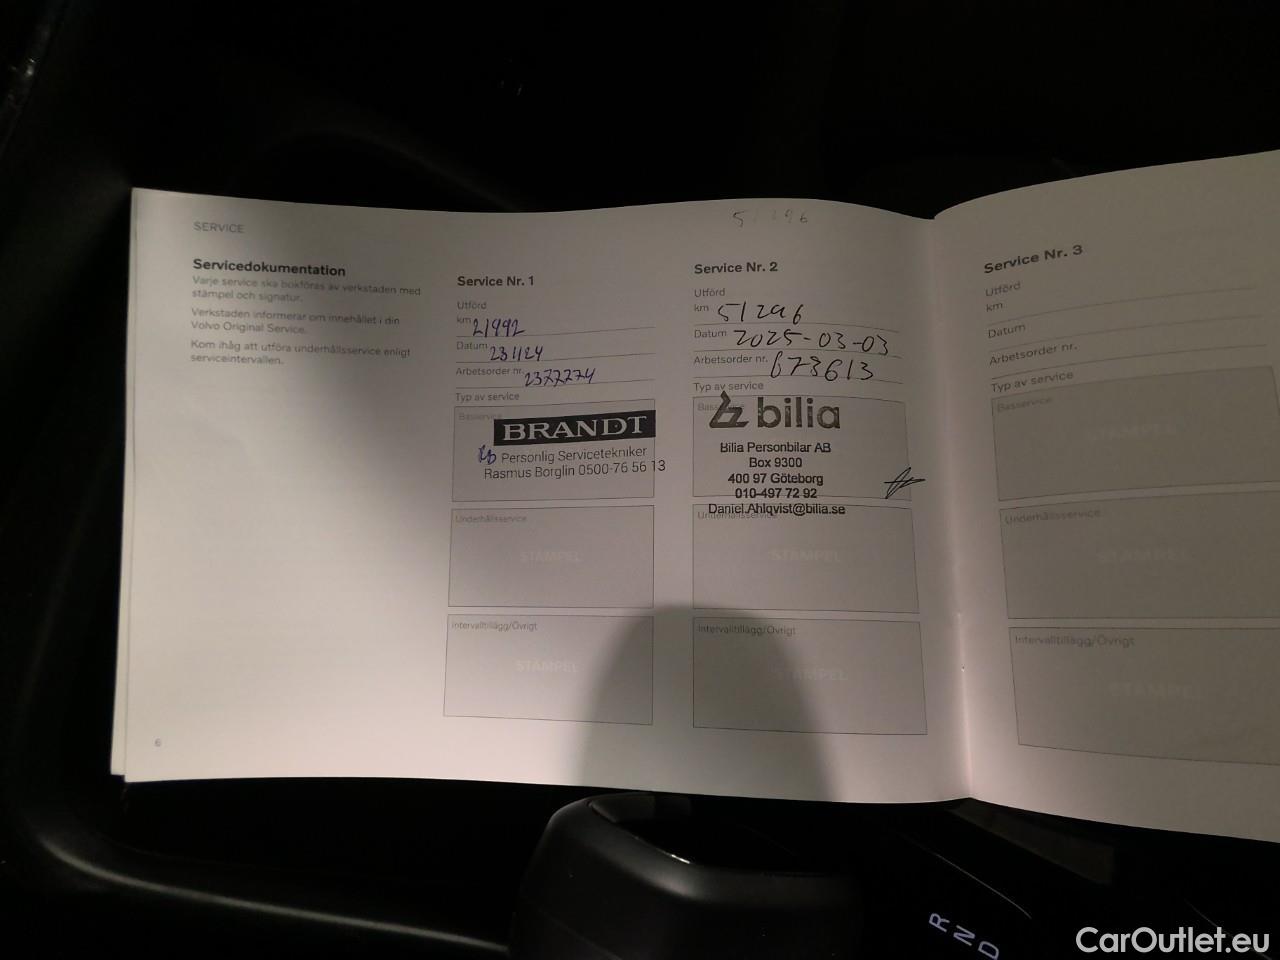 SERVICE
Servicedokumentation
Varje service ska bokföras av verkstaden med
stämpel och signatur.
Verkstaden informerar om innehållet i din
Volvo Original Service.
Kom ihåg att utföra underhållsservice enligt
serviceintervallen.
6
Service Nr. 1
Utförd
km 21992
Datum 231124
Arbetsorder nr. 2377774
Typ av service
Basservice
BRANDT
Personlig Servicetekniker
Rasmus Borglin 0500-76 56 13
Underhållsservice
STÄMPEL
Intervalltillägg/Övrigt
STÄMPEL
51296
Service Nr. 2
Utförd
km 51296
Datum 2025-03-03
Arbetsorder nr. 673613
Typ av service
bilia
Bilia Personbilar AB
Box 9300
400 97 Göteborg
010-497 72 92
Daniel.Ahlqvist@bilia.se
Underhållsservice
STÄMPEL
Intervalltillägg/Övrigt
STÄMPEL
Service Nr. 3
Utförd
km
Datum
Arbetsorder nr.
Typ av service
Basservice
STÄMPEL
Underhållsservice
STÄMPEL
Intervalltillägg/Övrigt
STÄMPEL
R
N
D
CarOutlet.eu